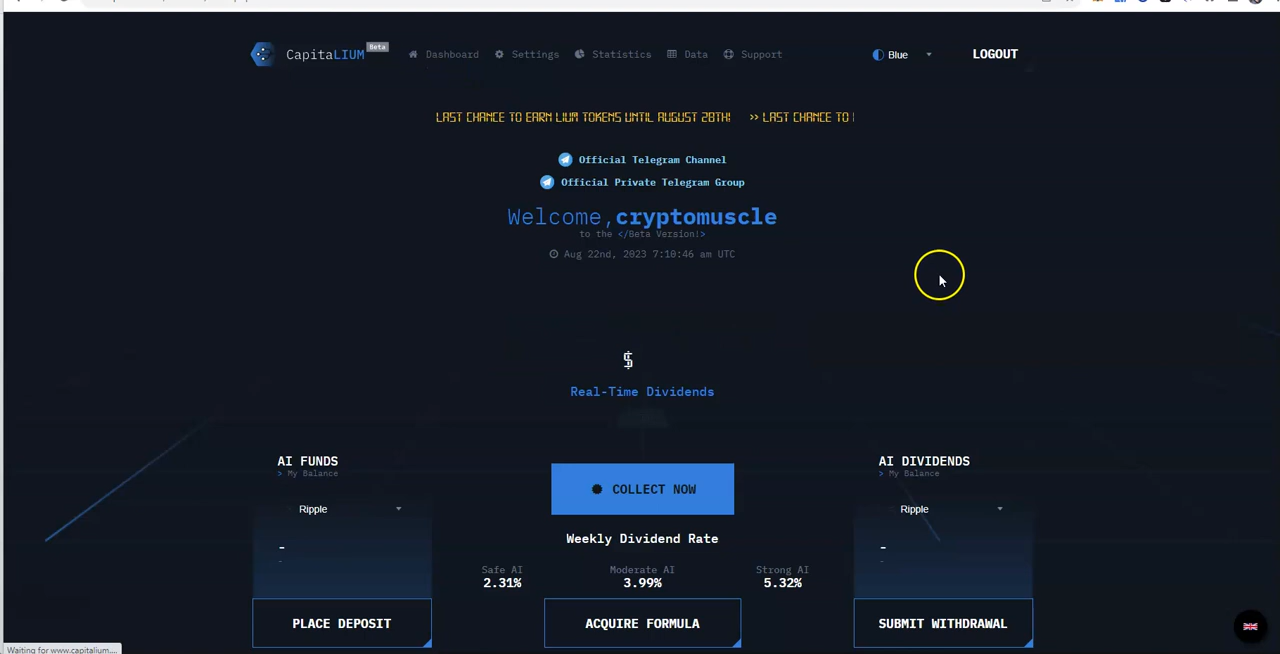 CapitaLIUM Beta Dashboard Settings Statistics Data Support Blue LOGOUT
LAST CHANCE TO EARN LIUM TOKENS UNTIL AUGUST 28TH! >> LAST CHANCE TO
Official Telegram Channel
Official Private Telegram Group
Welcome,cryptomuscle
to the </Beta Version!>
Aug 22nd, 2023 7:10:46 am UTC
$
Real-Time Dividends
AI FUNDS
> My Balance
Ripple
-
-
COLLECT NOW
Weekly Dividend Rate
Safe AI Moderate AI Strong AI
2.31% 3.99% 5.32%
AI DIVIDENDS
> My Balance
Ripple
-
-
PLACE DEPOSIT ACQUIRE FORMULA SUBMIT WITHDRAWAL
Waiting for www.capitalium....